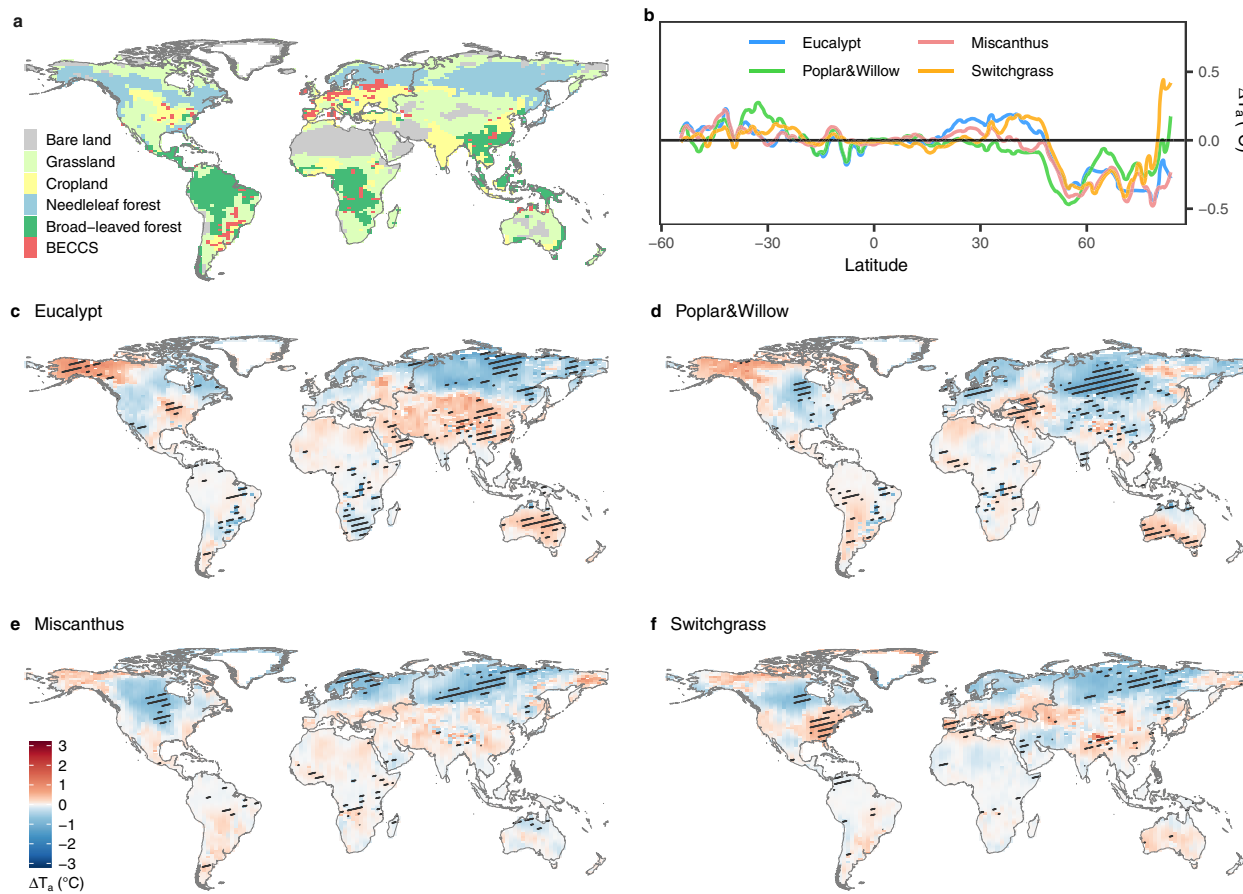 a
Bare land
Grassland
Cropland
Needleleaf forest
Broad−leaved forest
BECCS
b
Eucalypt
Miscanthus
Poplar&Willow
Switchgrass
0.5
0.0
−0.5
−60
−30
0
30
60
Latitude
c Eucalypt
d Poplar&Willow
e Miscanthus
f Switchgrass
3
2
1
0
−1
−2
−3
ΔTa (°C)